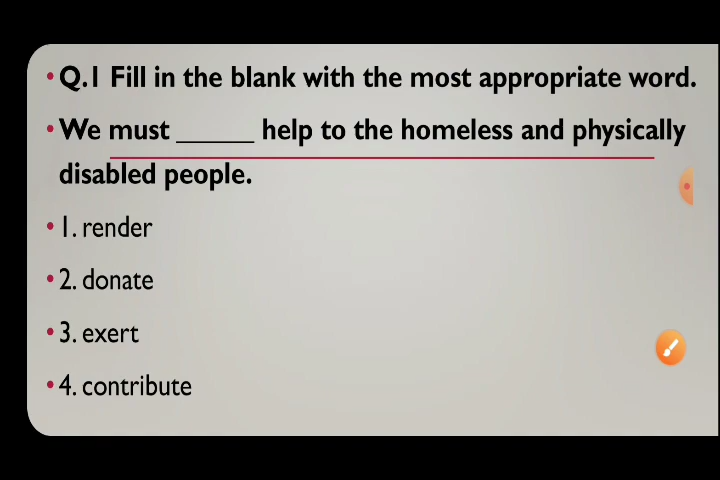 • Q.1 Fill in the blank with the most appropriate word.
• We must ______ help to the homeless and physically
disabled people.
• 1. render
• 2. donate
• 3. exert
• 4. contribute